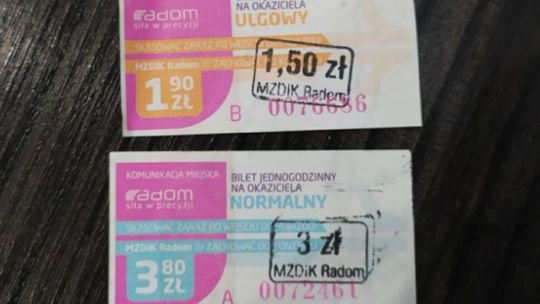 NA OKAZICIELA
Radom
siła w precyzji
ULGOWY
SKASOWAĆ ZARAZ PO WEJŚCIU DO POJAZDU!
MZDiK Radom /// ZACHOWAĆ DO
1,50 zł
MZDiK Radom
1 90 ZŁ
B 0076636
KOMUNIKACJA MIEJSKA
BILET JEDNOGODZINNY
NA OKAZICIELA
Radom
siła w precyzji
NORMALNY
SKASOWAĆ ZARAZ PO WEJŚCIU DO POJAZDU!
MZDiK Radom /// ZACHOWAĆ DO KONTROLI
3 zł
MZDiK Radom
3 80 ZŁ
A 0072461